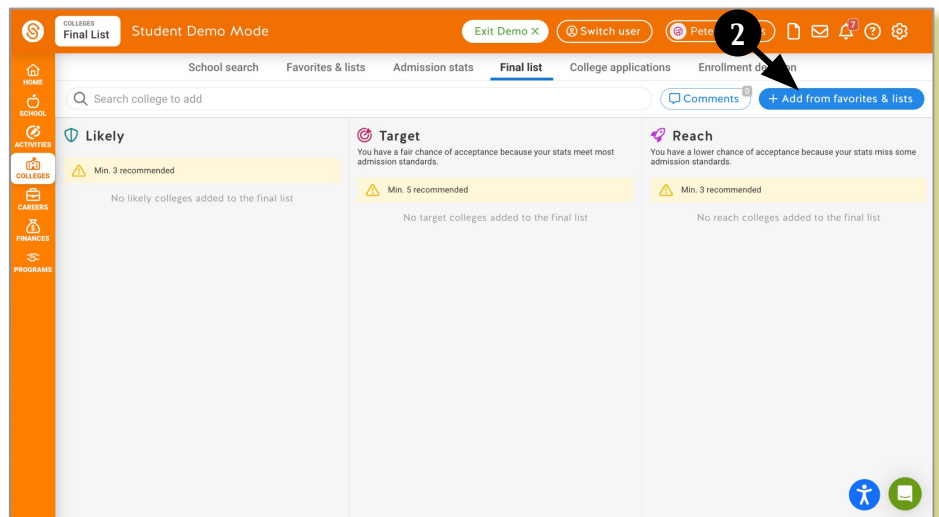 COLLEGES
Final List
Student Demo Mode
Exit Demo ×
Switch user
2
7
HOME
SCHOOL
ACTIVITIES
COLLEGES
CAREERS
FINANCES
PROGRAMS
School search
Favorites & lists
Admission stats
Final list
College applications
Enrollment
Search college to add
Comments
0
+ Add from favorites & lists
Likely
Min. 3 recommended
No likely colleges added to the final list
Target
You have a fair chance of acceptance because your stats meet most
admission standards.
Min. 5 recommended
No target colleges added to the final list
Reach
You have a lower chance of acceptance because your stats miss some
admission standards.
Min. 3 recommended
No reach colleges added to the final list